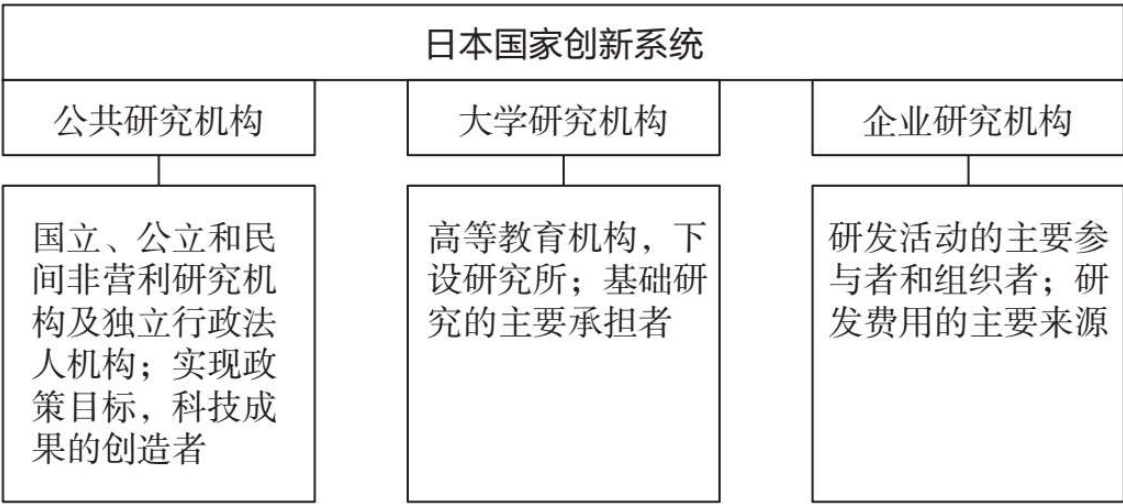 日本国家创新系统
公共研究机构
大学研究机构
企业研究机构
国立、公立和民
间非营利研究机
构及独立行政法
人机构；实现政
策目标，科技成
果的创造者
高等教育机构，下
设研究所；基础研
究的主要承担者
研发活动的主要参
与者和组织者；研
发费用的主要来源